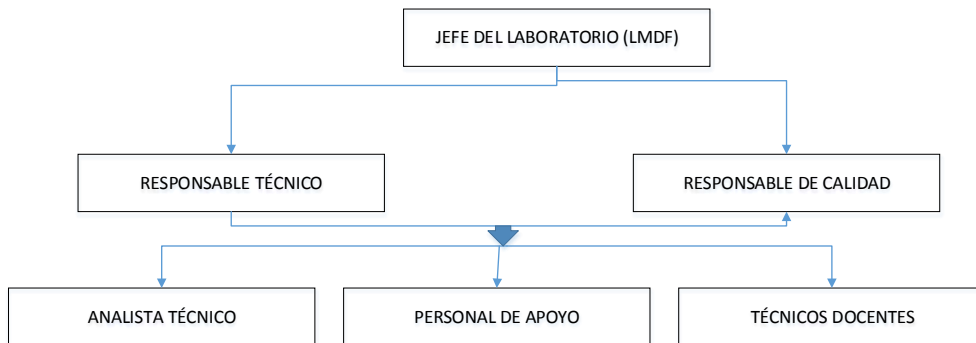 JEFE DEL LABORATORIO (LMDF)
RESPONSABLE TÉCNICO
RESPONSABLE DE CALIDAD
ANALISTA TÉCNICO
PERSONAL DE APOYO
TÉCNICOS DOCENTES